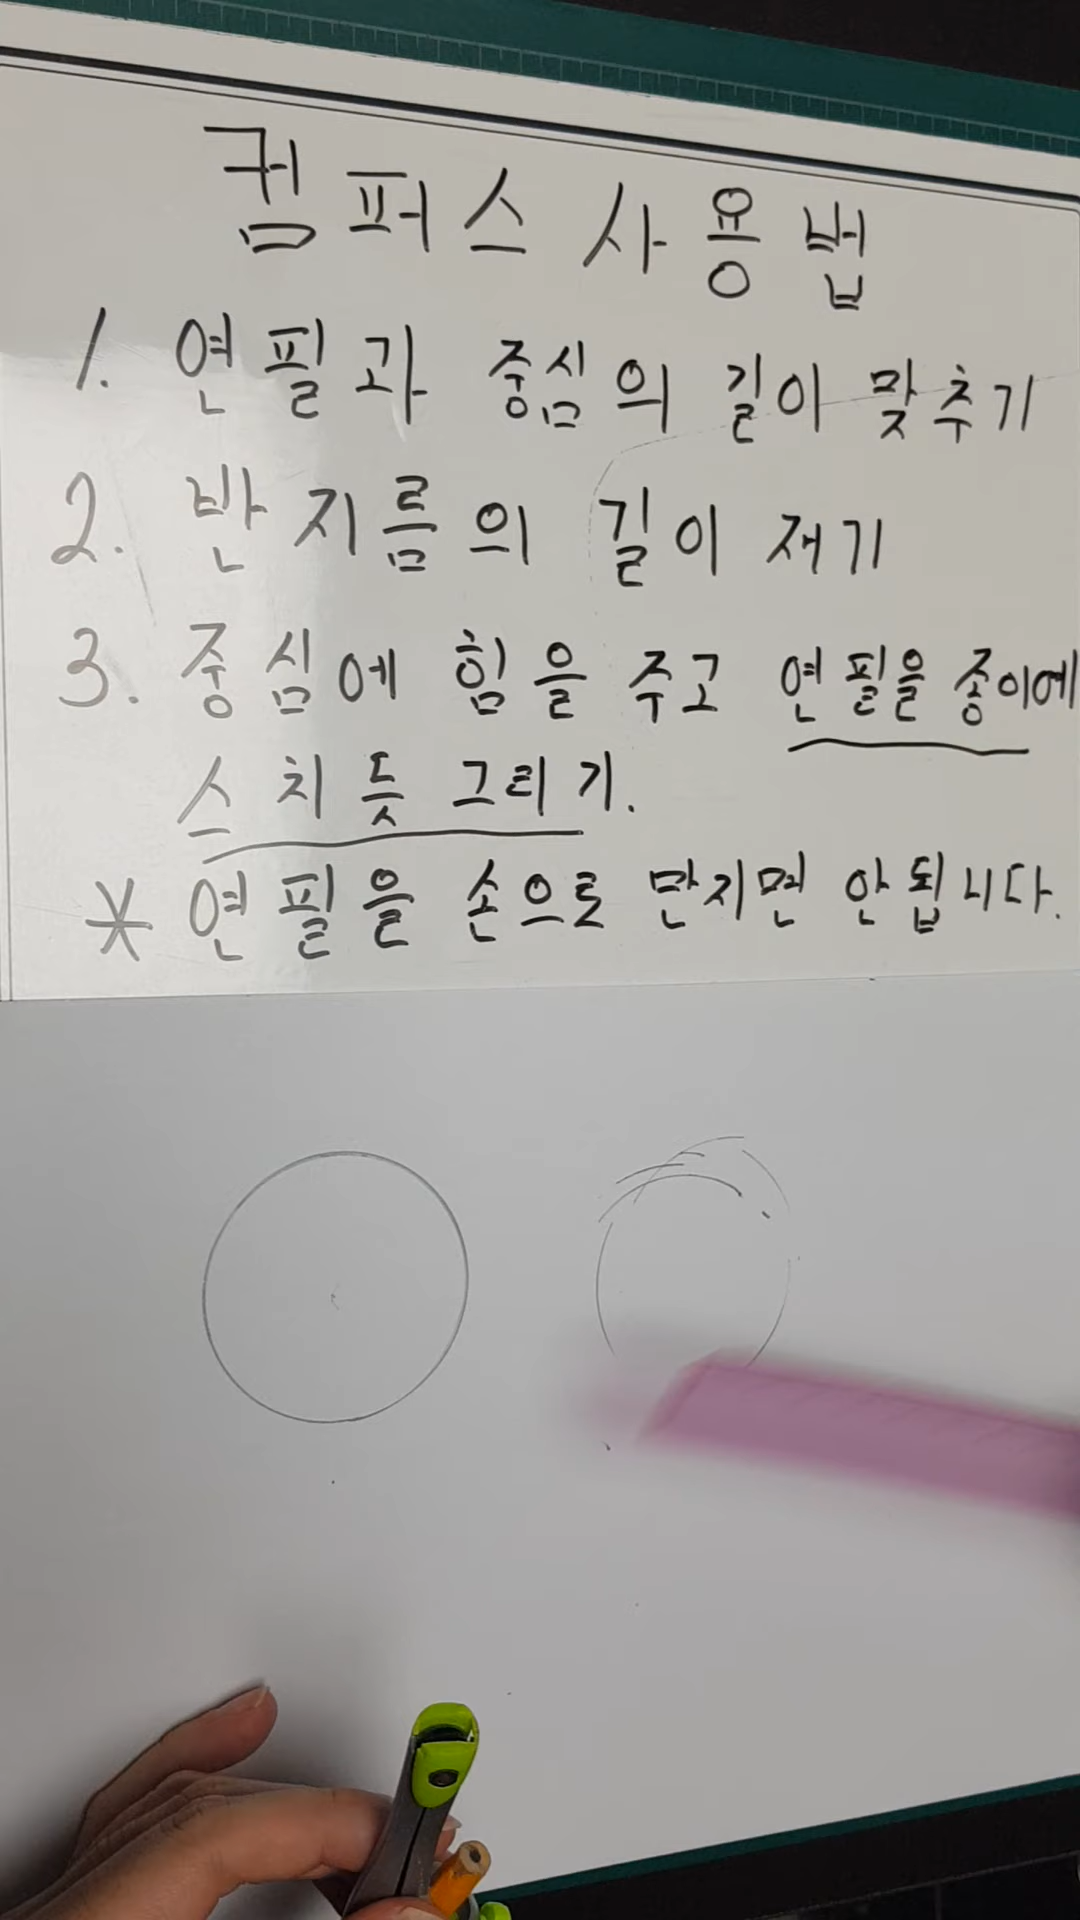 컴퍼스 사용법
1. 연필과 중심의 길이 맞추기
2. 반지름의 길이 재기
3. 중심에 힘을 주고 연필을 종이에
스치듯 그리기.
* 연필을 손으로 만지면 안됩니다.